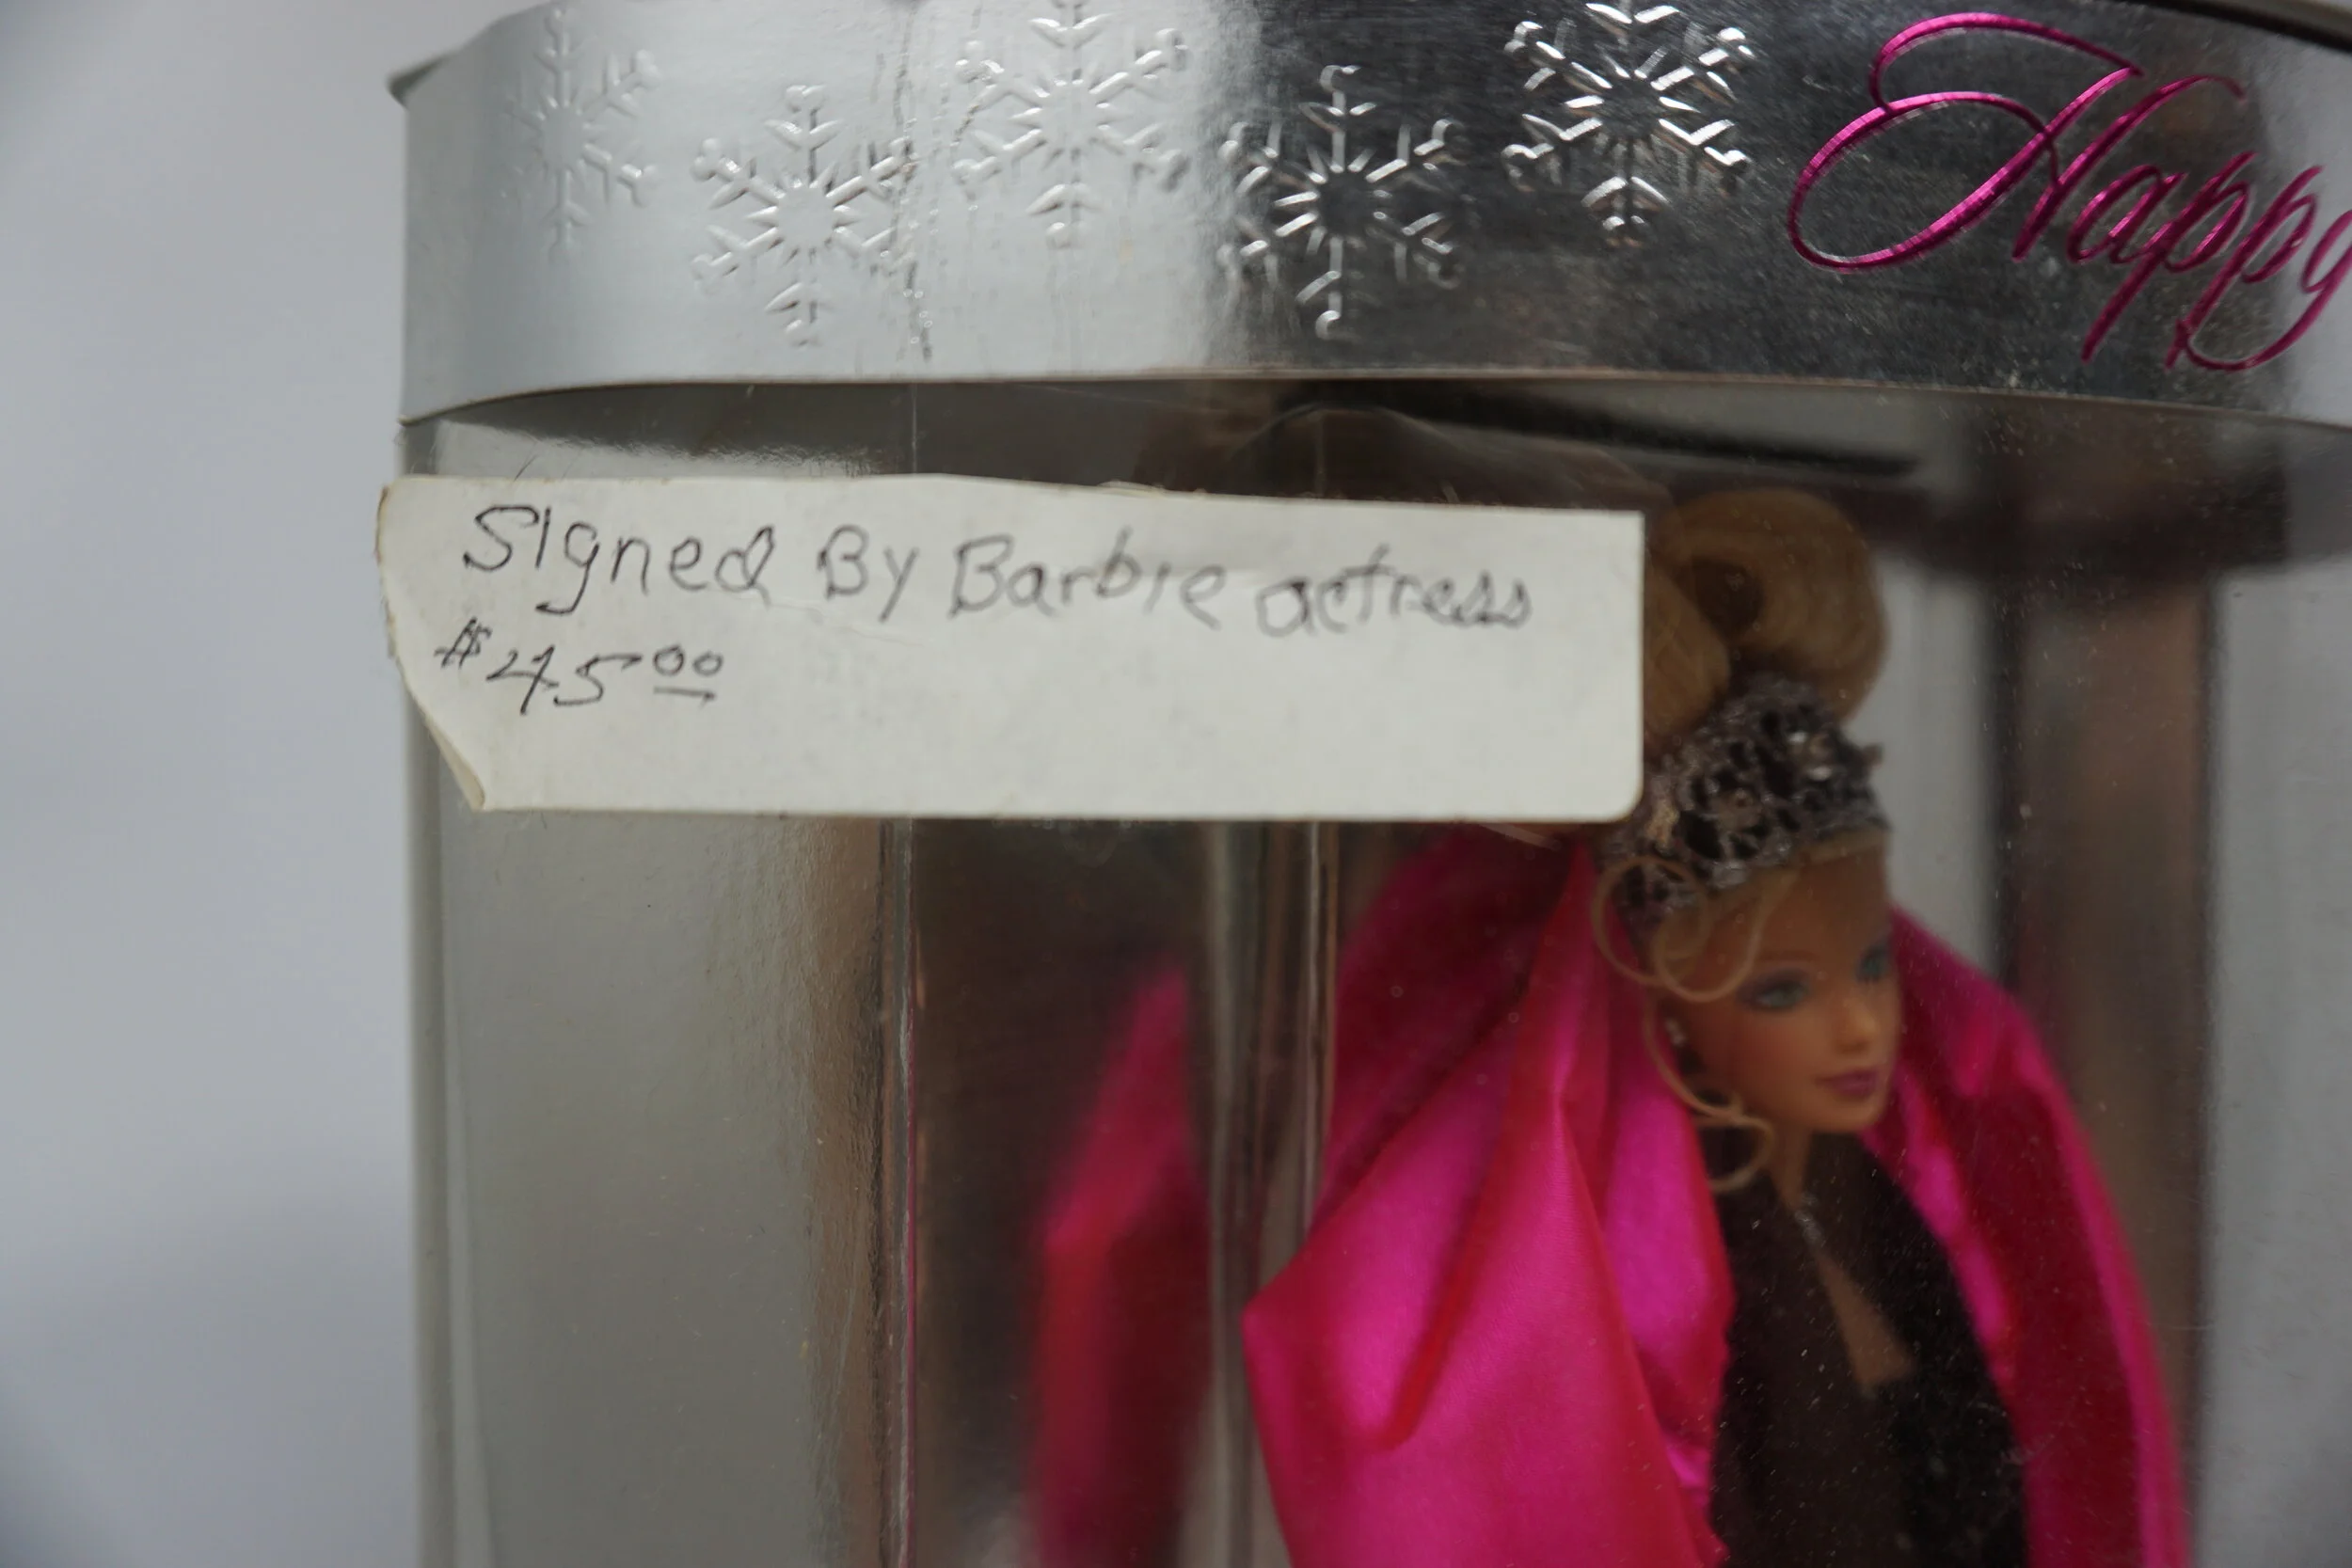 Happy
Signed By Barbie actress
$45.00